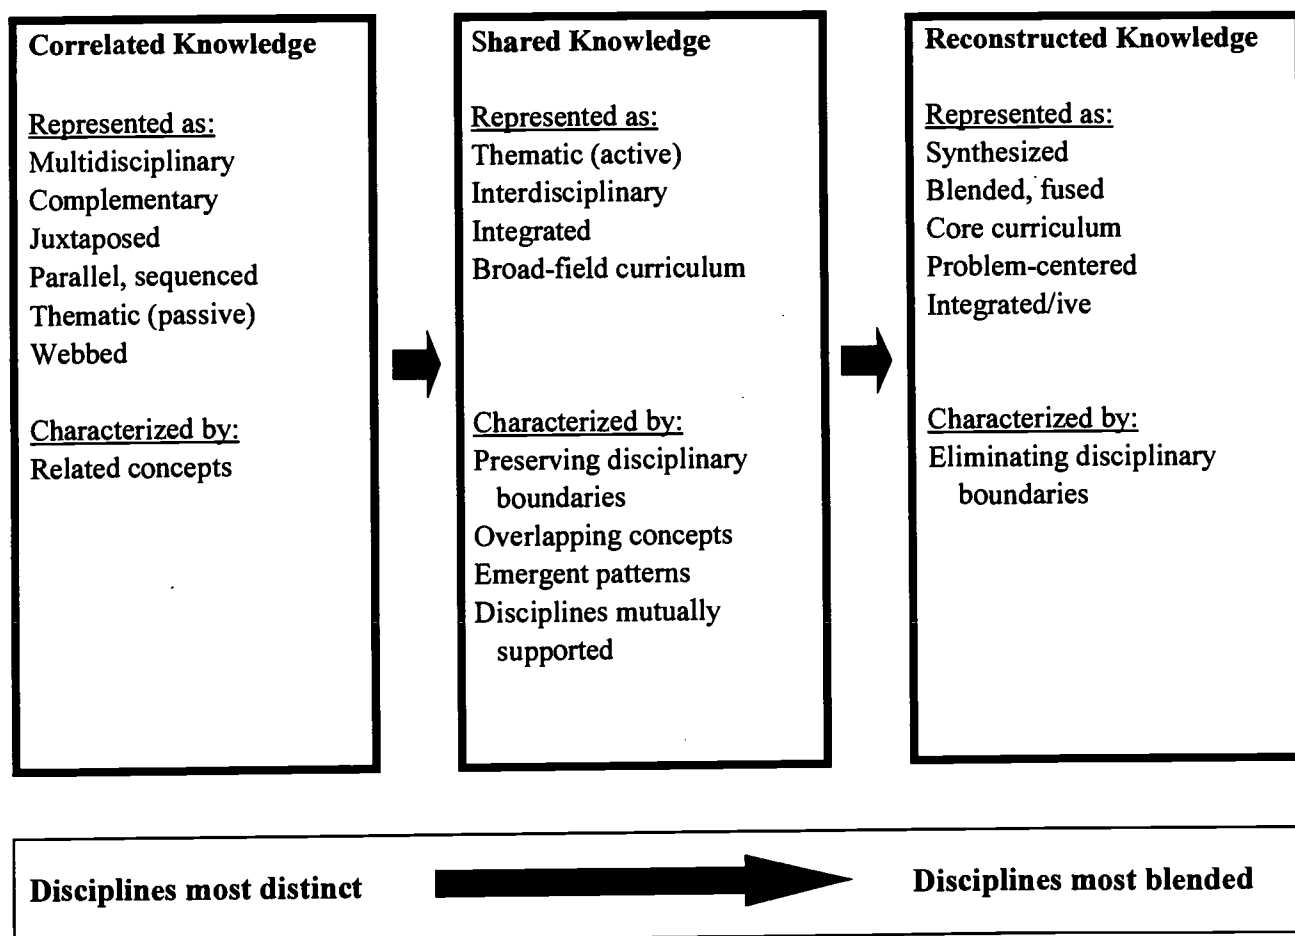 Correlated Knowledge
Represented as:
Multidisciplinary
Complementary
Juxtaposed
Parallel, sequenced
Thematic (passive)
Webbed
Characterized by:
Related concepts
Shared Knowledge
Represented as:
Thematic (active)
Interdisciplinary
Integrated
Broad-field curriculum
Characterized by:
Preserving disciplinary
boundaries
Overlapping concepts
Emergent patterns
Disciplines mutually
supported
Reconstructed Knowledge
Represented as:
Synthesized
Blended, fused
Core curriculum
Problem-centered
Integrated/ive
Characterized by:
Eliminating disciplinary
boundaries
Disciplines most distinct
Disciplines most blended